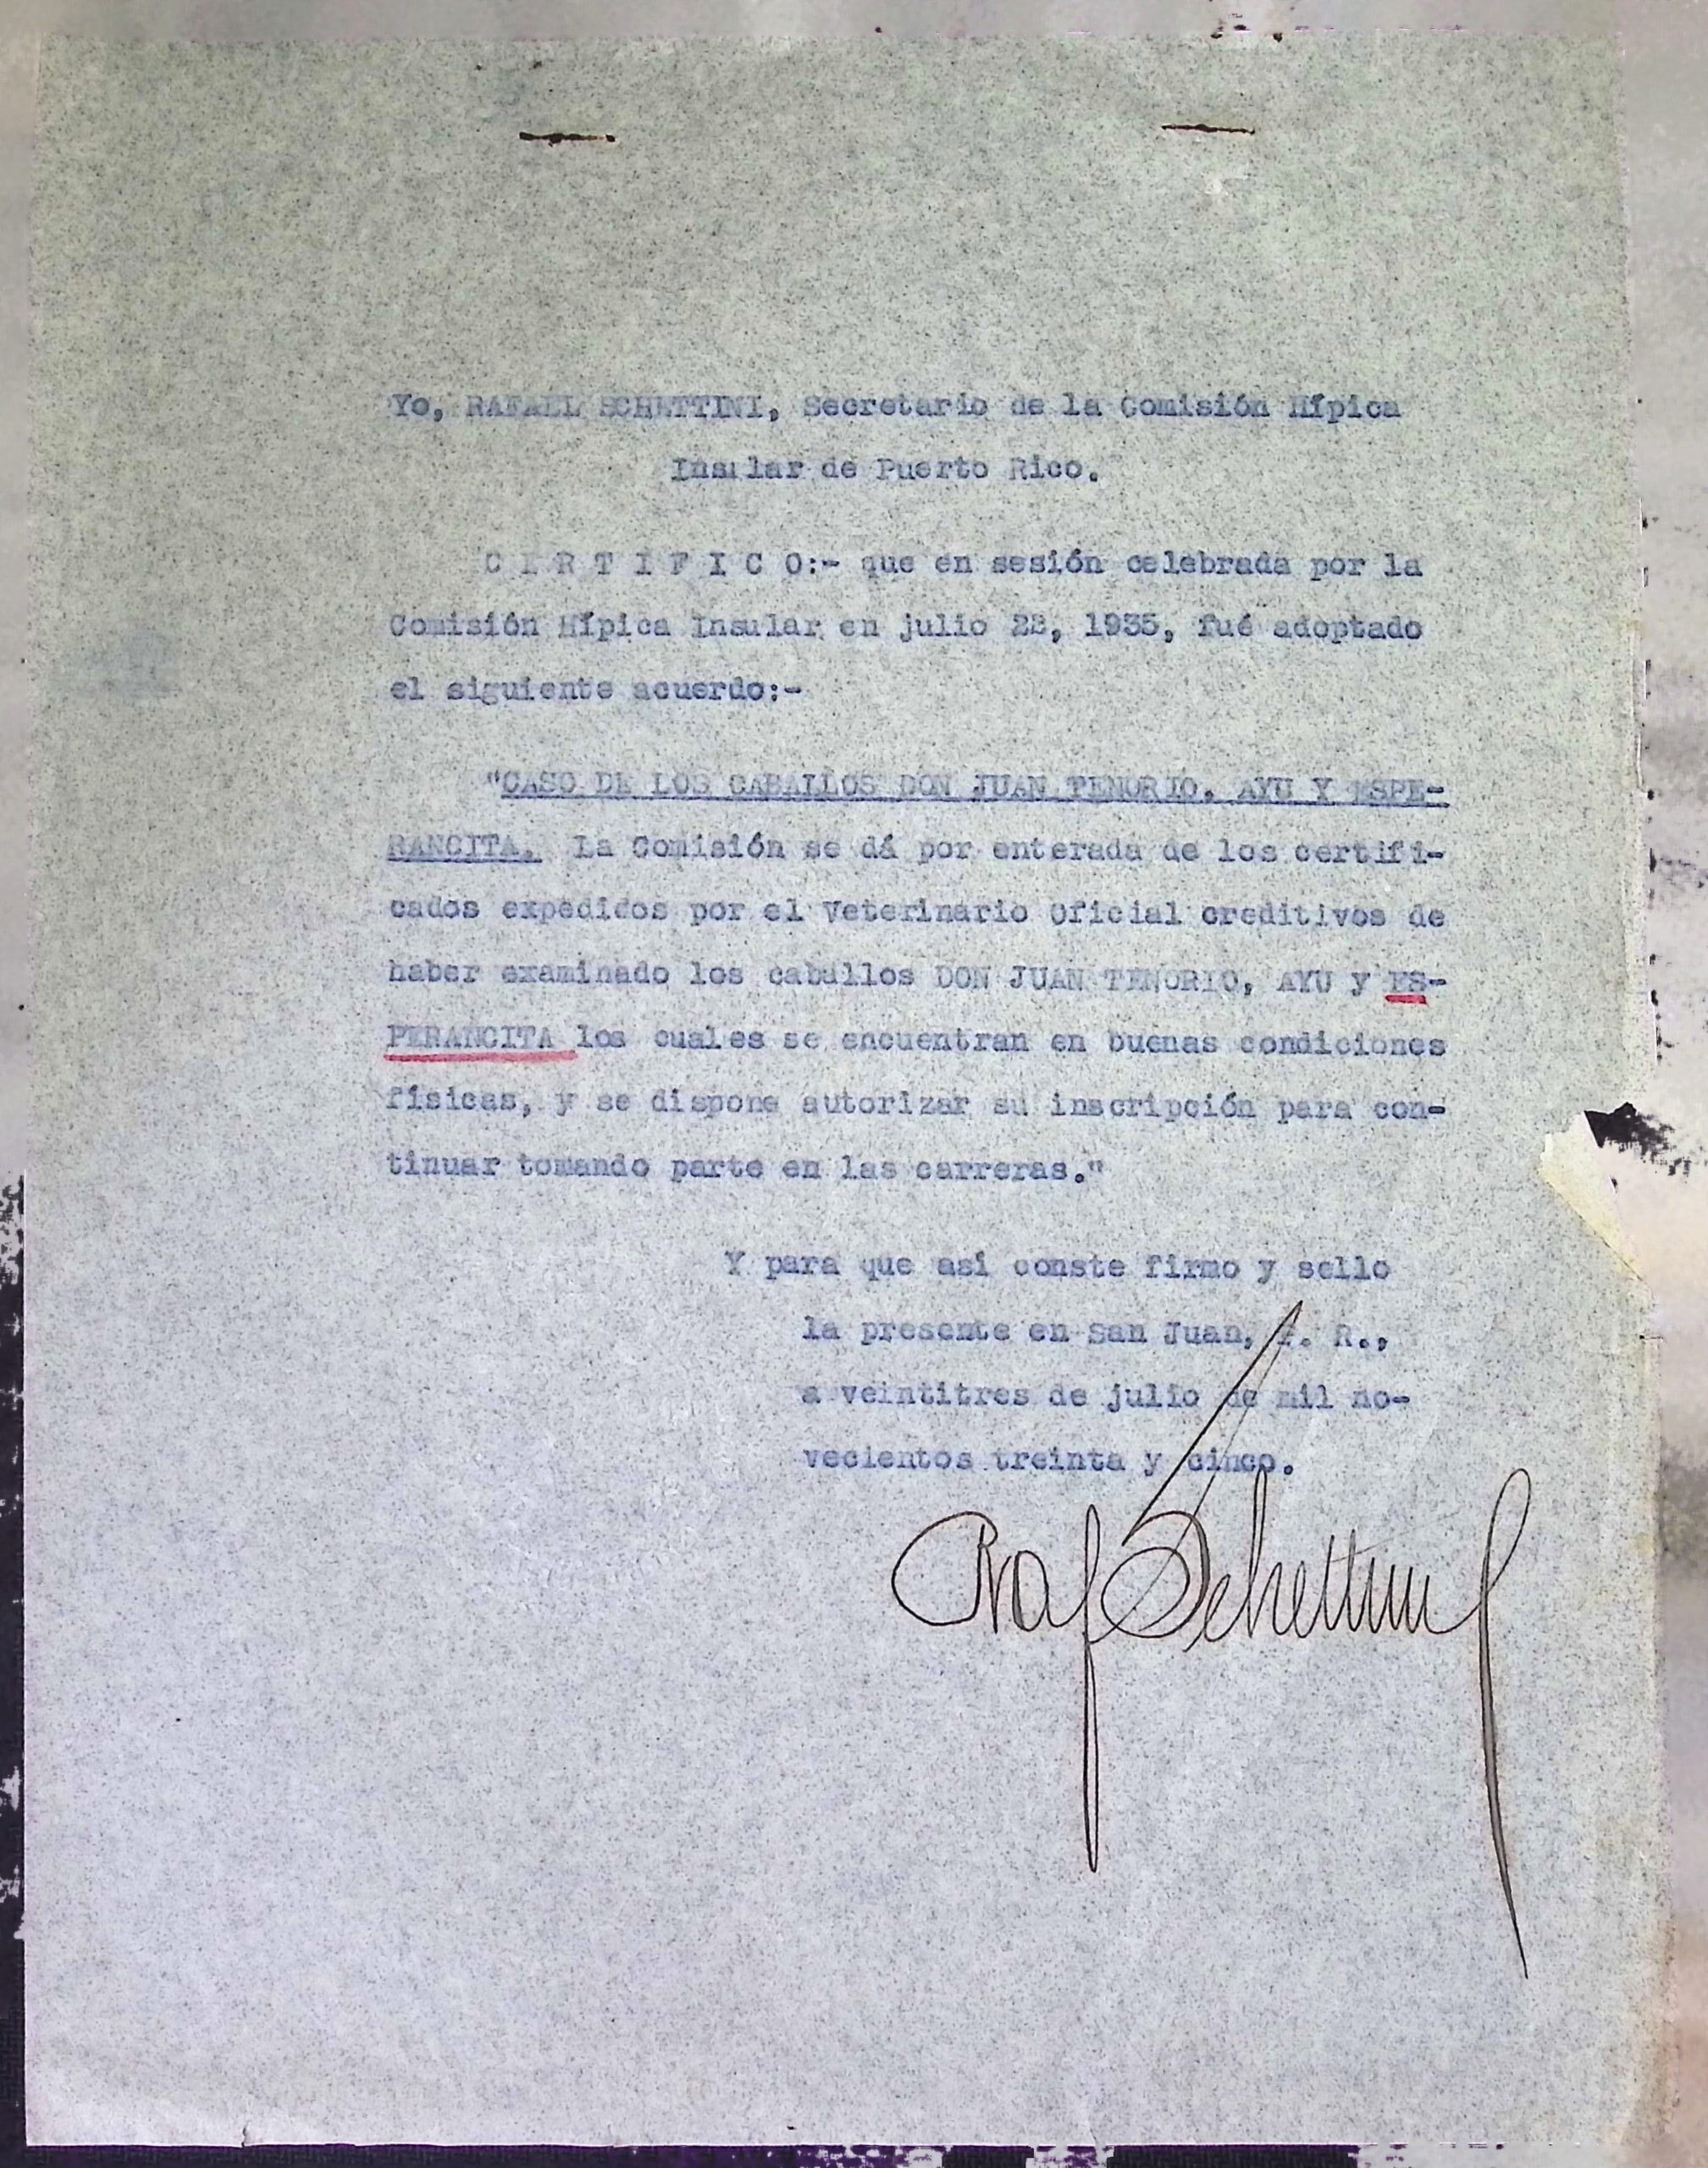 Yo, RAFAEL SCHETTINI, Secretario de la Comisión Hípica
Insular de Puerto Rico.
C E R T I F I C O:- que en sesión celebrada por la
Comisión Hípica Insular en julio 23, 1935, fué adoptado
el siguiente acuerdo:-
"CASO DE LOS CABALLOS DON JUAN TENORIO, AYU Y ESPE-
RANCITA. La Comisión se dá por enterada de los certifi-
cados expedidos por el Veterinario Oficial creditivos de
haber examinado los caballos DON JUAN TENORIO, AYU y ES-
PERANCITA los cuales se encuentran en buenas condiciones
físicas, y se dispone autorizar su inscripción para con-
tinuar tomando parte en las carreras."
Y para que así conste firmo y sello
la presente en San Juan, P. R.,
a veintitres de julio de mil no-
vecientos treinta y cinco.
Raf Schettini